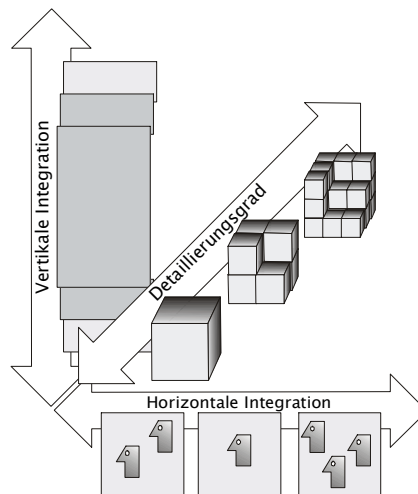 Vertikale Integration
Detaillierungsgrad
Horizontale Integration